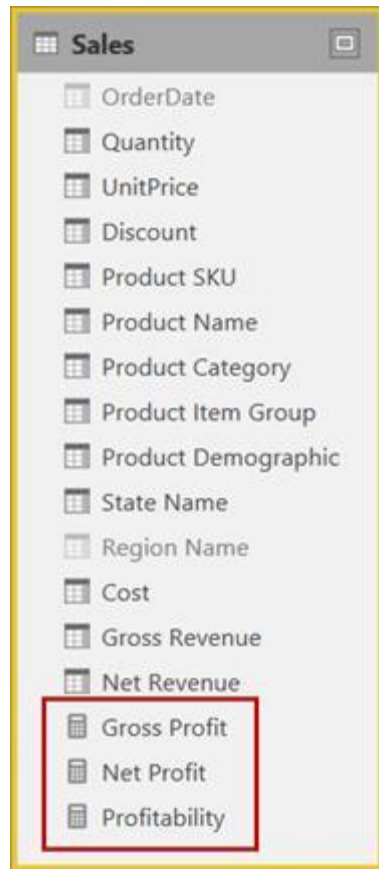 Sales
OrderDate
Quantity
UnitPrice
Discount
Product SKU
Product Name
Product Category
Product Item Group
Product Demographic
State Name
Region Name
Cost
Gross Revenue
Net Revenue
Gross Profit
Net Profit
Profitability